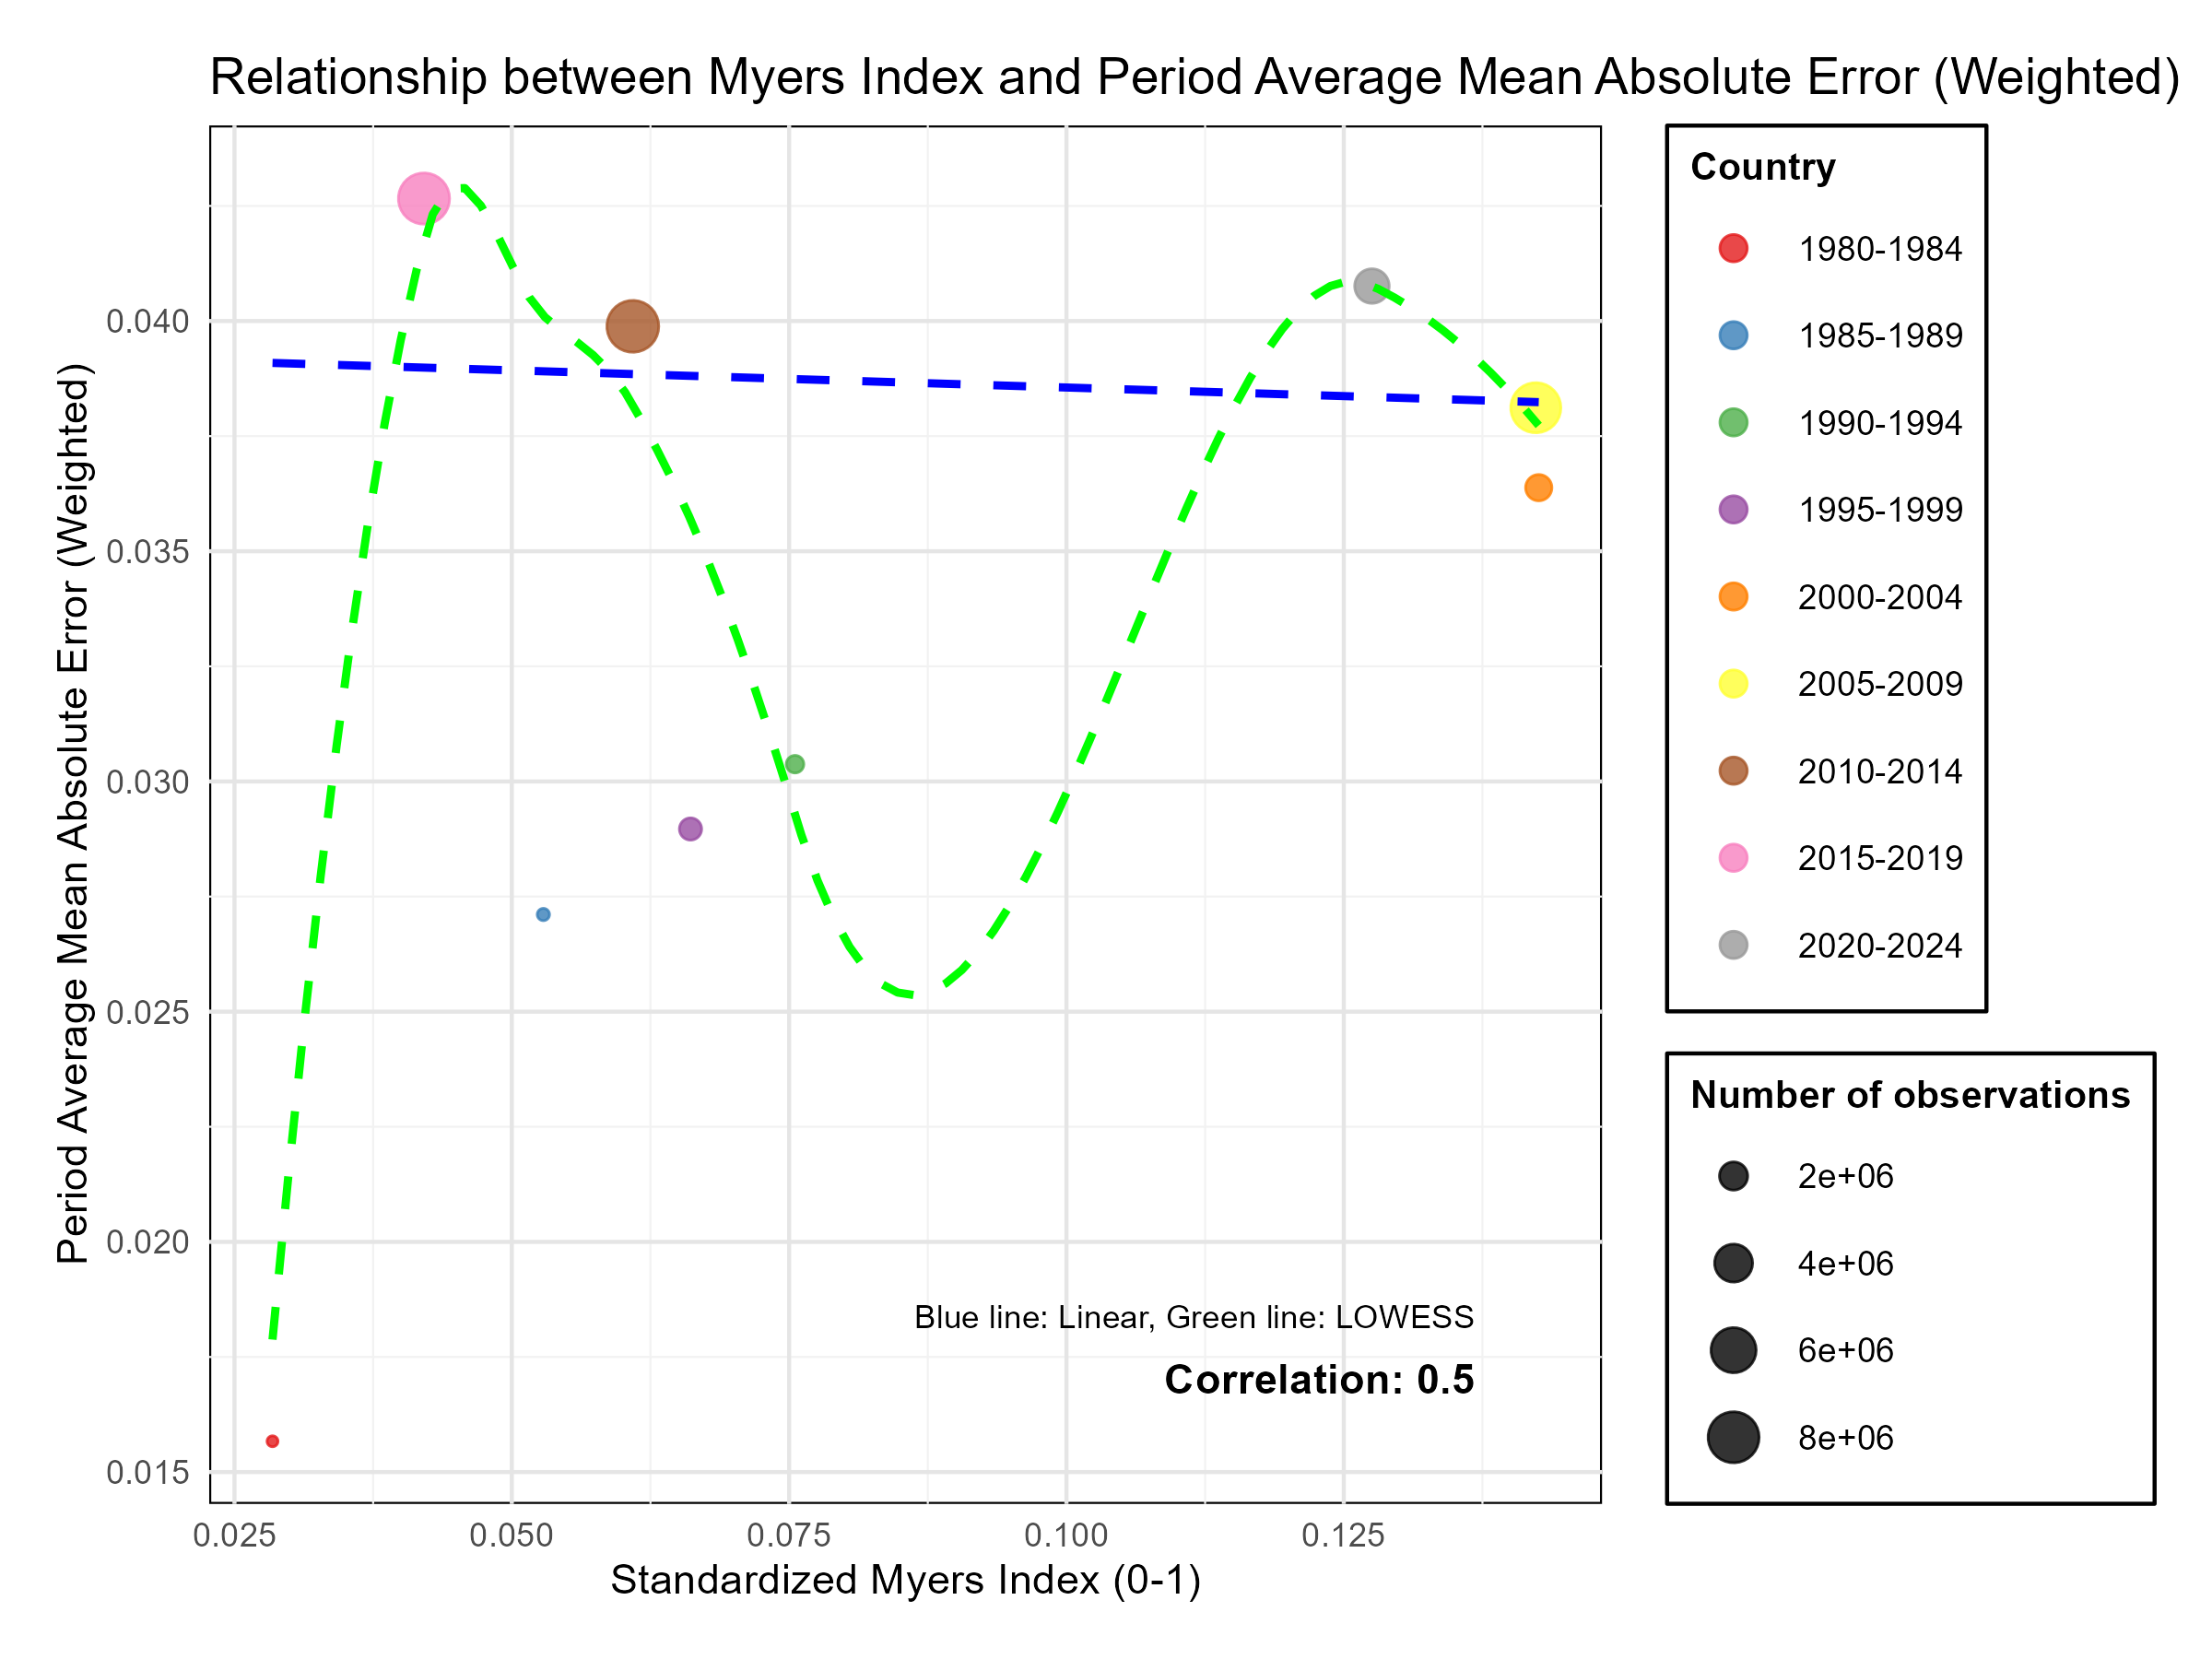 Relationship between Myers Index and Period Average Mean Absolute Error (Weighted)
Period Average Mean Absolute Error (Weighted)
0.040
0.035
0.030
0.025
0.020
0.015
0.025
0.050
0.075
0.100
0.125
Standardized Myers Index (0-1)
Blue line: Linear, Green line: LOWESS
Correlation: 0.5
Country
1980-1984
1985-1989
1990-1994
1995-1999
2000-2004
2005-2009
2010-2014
2015-2019
2020-2024
Number of observations
2e+06
4e+06
6e+06
8e+06